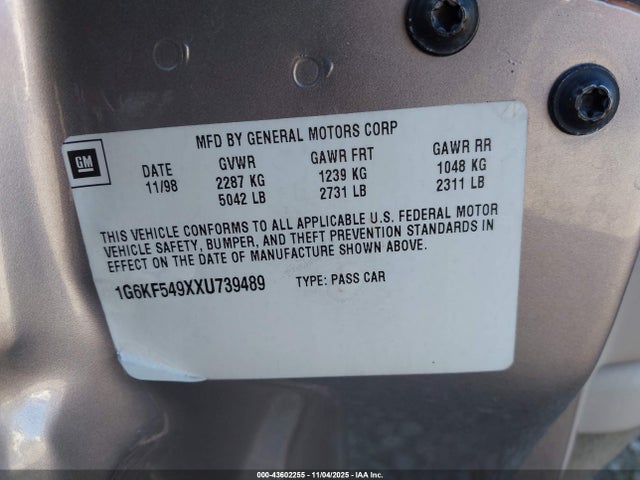 MFD BY GENERAL MOTORS CORP
GM
DATE GVWR GAWR FRT GAWR RR
11/98 2287 KG 1239 KG 1048 KG
5042 LB 2731 LB 2311 LB
THIS VEHICLE CONFORMS TO ALL APPLICABLE U.S. FEDERAL MOTOR
VEHICLE SAFETY, BUMPER, AND THEFT PREVENTION STANDARDS IN
EFFECT ON THE DATE OF MANUFACTURE SHOWN ABOVE.
1G6KF549XXU739489 TYPE: PASS CAR
000-43602255 - 11/04/2025 - IAA Inc.